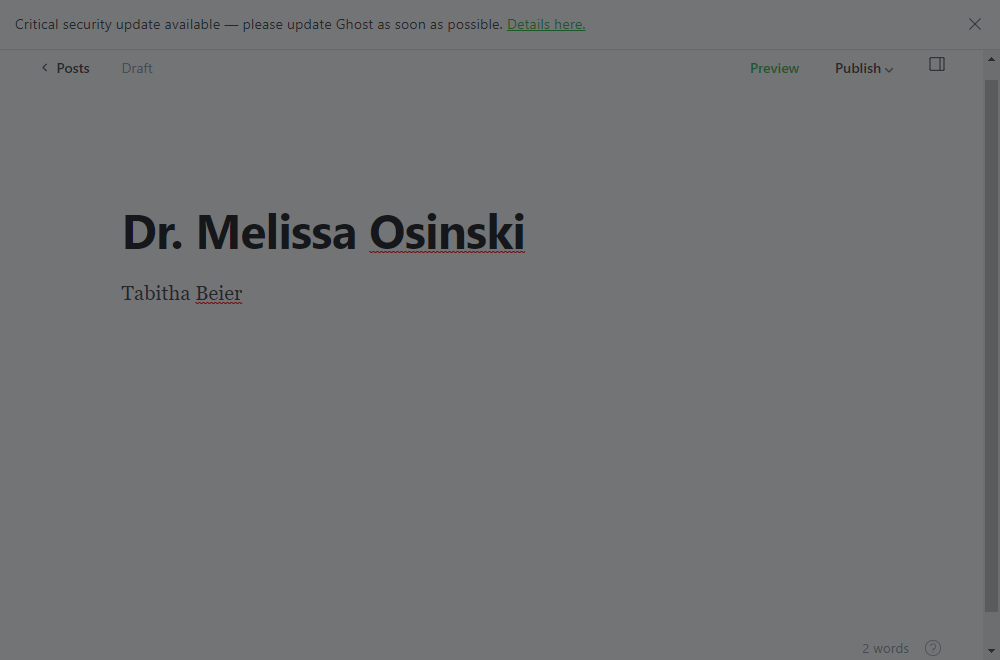 Critical security update available — please update Ghost as soon as possible. Details here.
Posts Draft Preview Publish
Dr. Melissa Osinski
Tabitha Beier
2 words ?